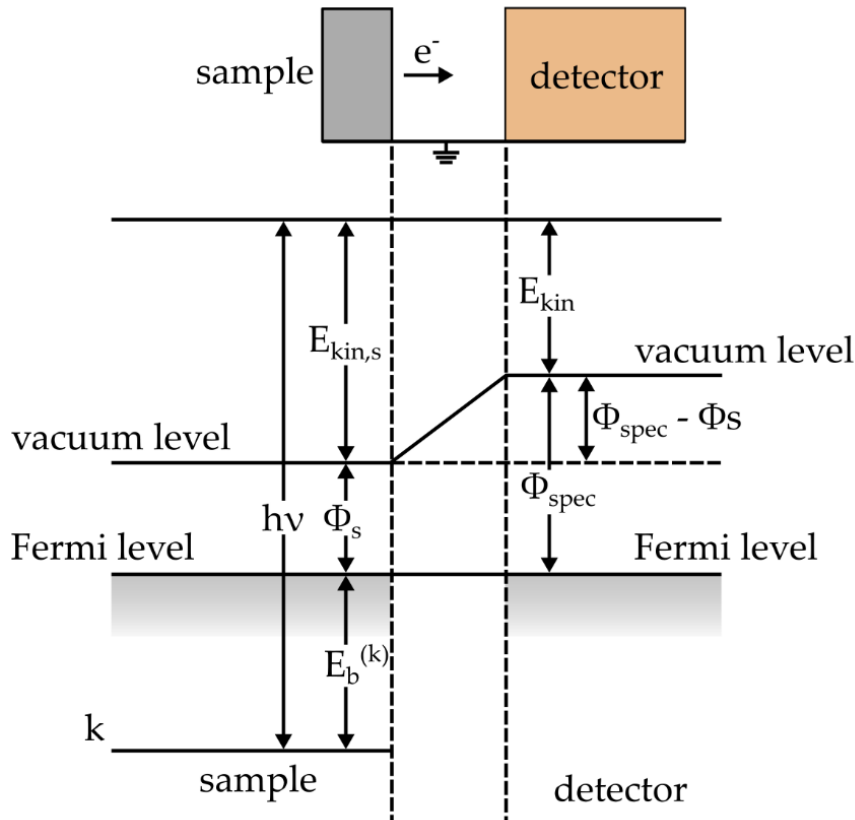 sample
e⁻
detector
E_kin,s
E_kin
vacuum level
Φ_spec - Φs
vacuum level
hν
Φ_s
Φ_spec
Fermi level
Fermi level
E_b^(k)
k
sample
detector